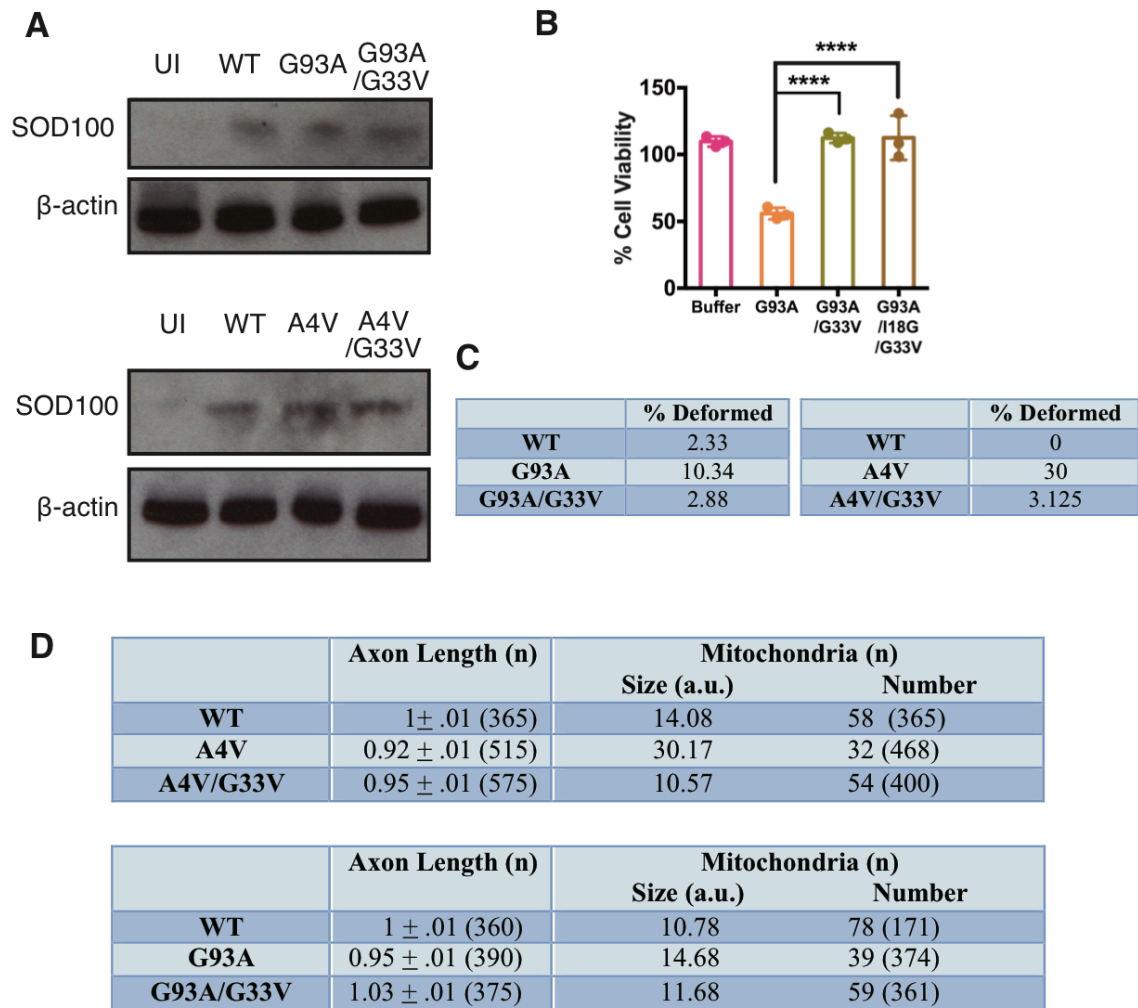 A
UI WT G93A G93A
/G33V
SOD100
β-actin
UI WT A4V A4V
/G33V
SOD100
β-actin
B
****
****
% Cell Viability
150
100
50
0
Buffer G93A G93A G93A
/G33V /I18G
/G33V
C
% Deformed
WT 2.33
G93A 10.34
G93A/G33V 2.88
% Deformed
WT 0
A4V 30
A4V/G33V 3.125
D
Axon Length (n) Mitochondria (n)
Size (a.u.) Number
WT 1± .01 (365) 14.08 58 (365)
A4V 0.92 ± .01 (515) 30.17 32 (468)
A4V/G33V 0.95 ± .01 (575) 10.57 54 (400)
Axon Length (n) Mitochondria (n)
Size (a.u.) Number
WT 1 ± .01 (360) 10.78 78 (171)
G93A 0.95 ± .01 (390) 14.68 39 (374)
G93A/G33V 1.03 ± .01 (375) 11.68 59 (361)